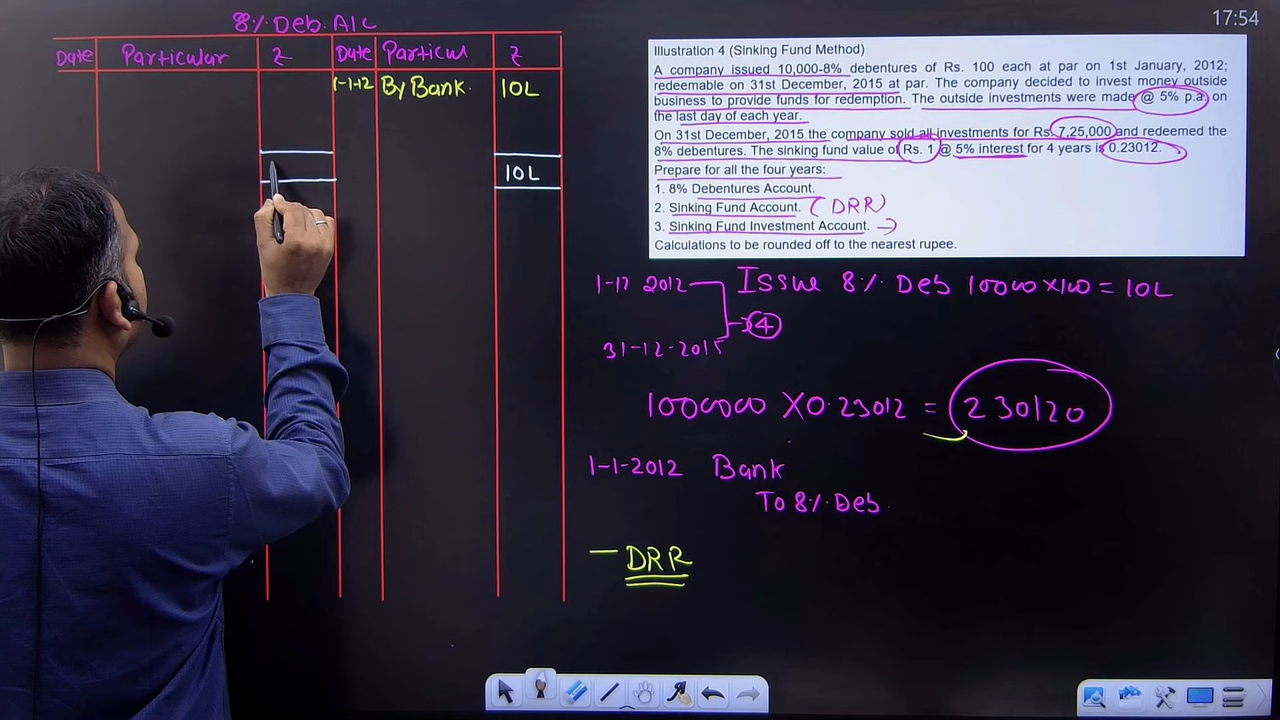 17:54
8% Deb. A/c
Date Particular ₹ Date Particul ₹
1-1-12 By Bank 10L
10L
Illustration 4 (Sinking Fund Method)
A company issued 10,000-8% debentures of Rs. 100 each at par on 1st January, 2012;
redeemable on 31st December, 2015 at par. The company decided to invest money outside
business to provide funds for redemption. The outside investments were made @ 5% p.a. on
the last day of each year.
On 31st December, 2015 the company sold all investments for Rs. 7,25,000 and redeemed the
8% debentures. The sinking fund value of Rs. 1 @ 5% interest for 4 years is 0.23012.
Prepare for all the four years:
1. 8% Debentures Account.
2. Sinking Fund Account. (DRR)
3. Sinking Fund Investment Account.
Calculations to be rounded off to the nearest rupee.
2012 Issue 8% Deb 10000×100 = 10L
4
31-12-2015
1000000 × 0.23012 = 230120
1-1-2012 Bank
To 8% Deb.
DRR